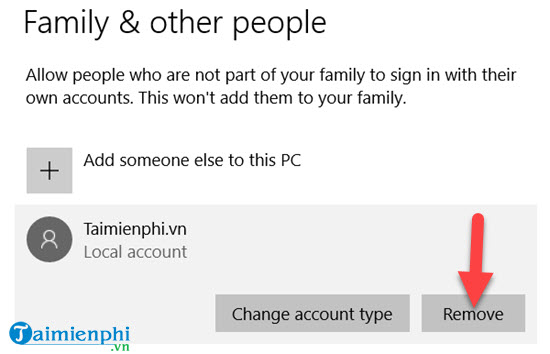 Family & other people
Allow people who are not part of your family to sign in with their
own accounts. This won't add them to your family.
Add someone else to this PC
Taimienphi.vn
Local account
Change account type
Remove
Taimienphi
.vn